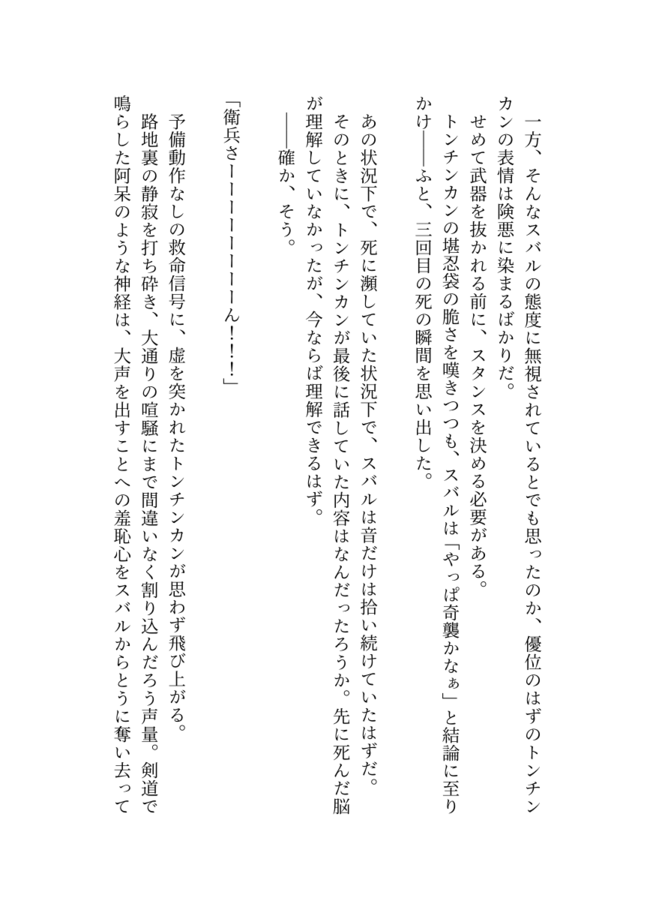 一方、そんなスバルの態度に無視されているとでも思ったのか、優位のはずのトンチン
カンの表情は険悪に染まるばかりだ。
せめて武器を抜かれる前に、スタンスを決める必要がある。
トンチンカンの堪忍袋の脆さを嘆きつつも、スバルは「やっぱ奇襲かなぁ」と結論に至り
かけ――ふと、三回目の死の瞬間を思い出した。
あの状況下で、死に瀕していた状況下で、スバルは音だけは拾い続けていたはずだ。
そのときに、トンチンカンが最後に話していた内容はなんだったろうか。先に死んだ脳
が理解していなかったが、今ならば理解できるはず。
――確か、そう。
「衛兵さーーーーーーーーん！！！」
予備動作なしの救命信号に、虚を突かれたトンチンカンが思わず飛び上がる。
路地裏の静寂を打ち砕き、大通りの喧騒にまで間違いなく割り込んだろう声量。剣道で
鳴らした阿呆のような神経は、大声を出すことへの羞恥心をスバルからとうに奪い去って